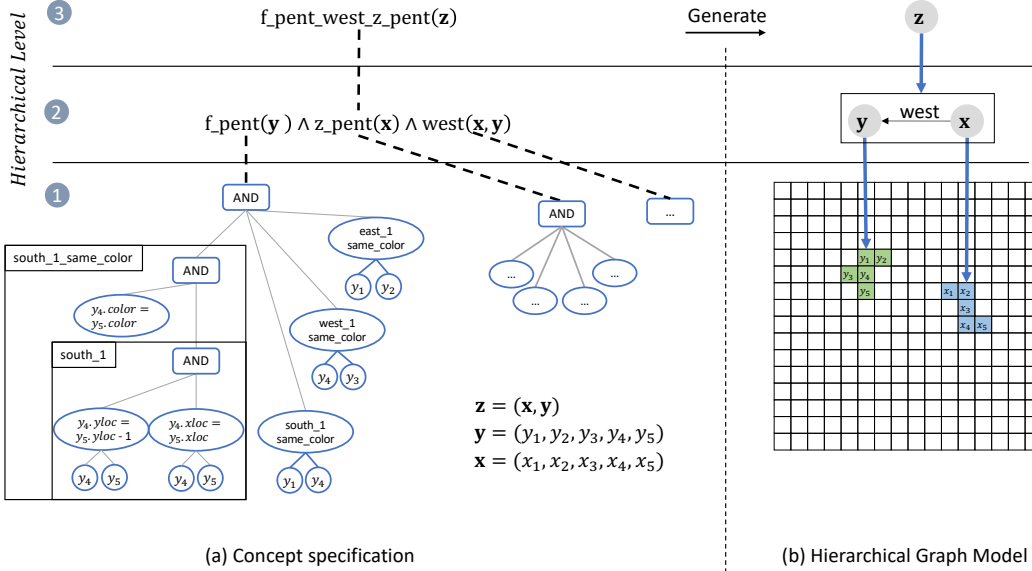 Hierarchical Level
3
f_pent_west_z_pent(z)
Generate
z
2
f_pent(y) ∧ z_pent(x) ∧ west(x, y)
y
west
x
1
AND
AND
...
east_1
same_color
y₁
y₂
south_1_same_color
AND
y₄.color =
y₅.color
...
...
...
...
west_1
same_color
y₄
y₃
south_1
AND
y₄.yloc =
y₅.yloc - 1
y₄.xloc =
y₅.xloc
y₄
y₅
y₄
y₅
south_1
same_color
y₁
y₄
z = (x, y)
y = (y₁, y₂, y₃, y₄, y₅)
x = (x₁, x₂, x₃, x₄, x₅)
y₁ y₂
y₃ y₄
y₅
x₁ x₂
x₃
x₄ x₅
(a) Concept specification
(b) Hierarchical Graph Model